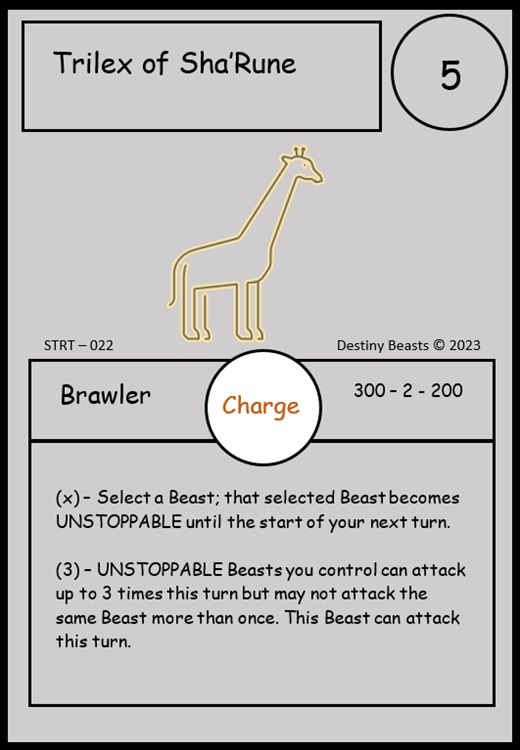 Trilex of Sha'Rune
5
STRT – 022
Destiny Beasts © 2023
Brawler
Charge
300 – 2 - 200
(x) – Select a Beast; that selected Beast becomes
UNSTOPPABLE until the start of your next turn.
(3) – UNSTOPPABLE Beasts you control can attack
up to 3 times this turn but may not attack the
same Beast more than once. This Beast can attack
this turn.